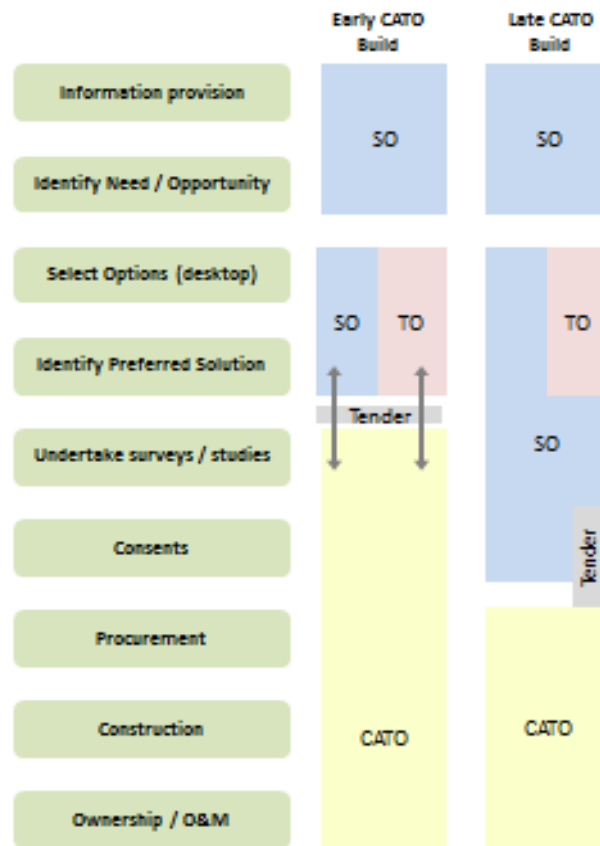 Early CATO
Build
Late CATO
Build
Information provision
SO
SO
Identify Need / Opportunity
Select Options (desktop)
SO
TO
TO
Identify Preferred Solution
Tender
SO
Undertake surveys / studies
Consents
Tender
Procurement
Construction
CATO
CATO
Ownership / O&M